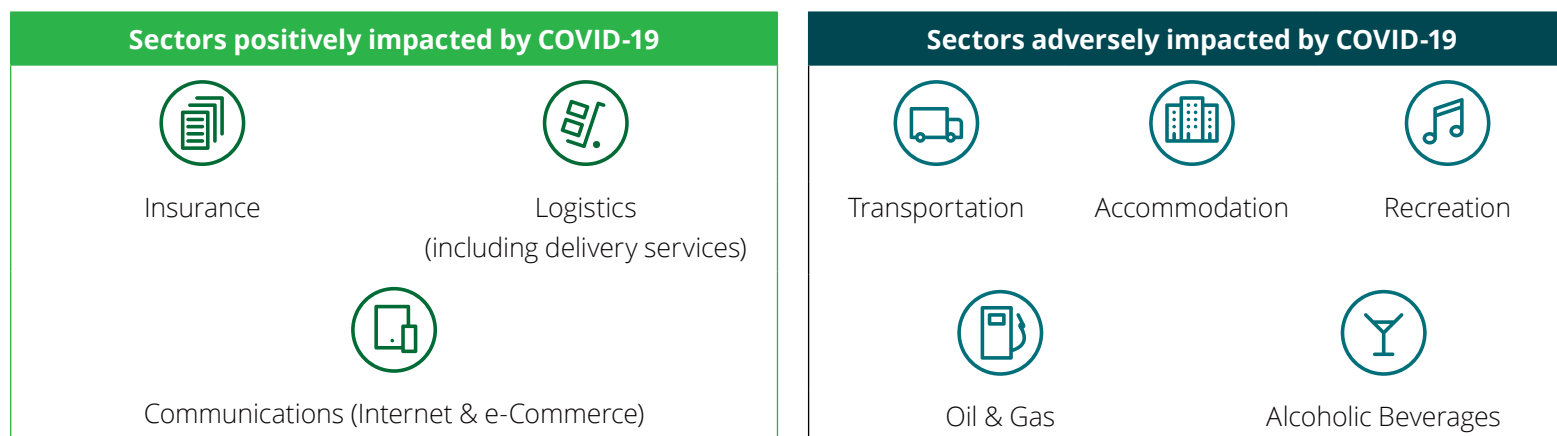 Sectors positively impacted by COVID-19
Insurance
Logistics
(including delivery services)
Communications (Internet & e-Commerce)
Sectors adversely impacted by COVID-19
Transportation
Accommodation
Recreation
Oil & Gas
Alcoholic Beverages